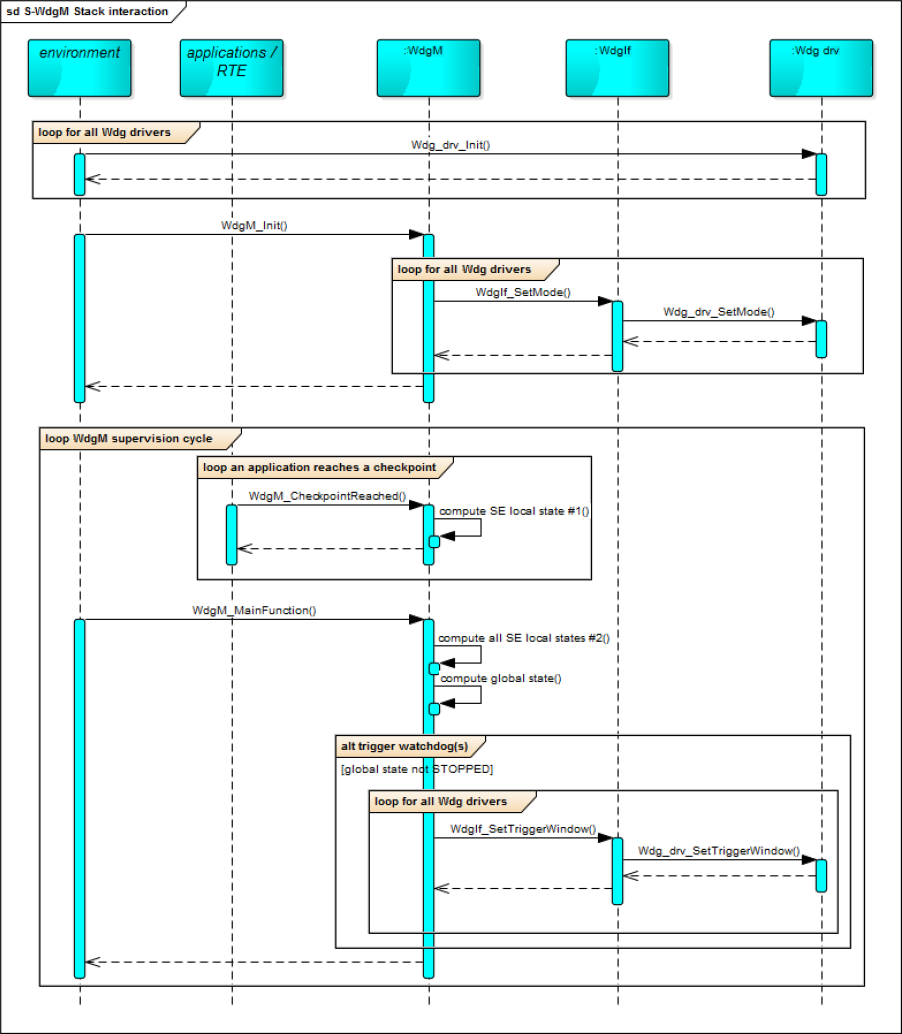 sd S-WdgM Stack interaction
environment
applications /
RTE
:WdgM
:WdgIf
:Wdg drv
loop for all Wdg drivers
Wdg_drv_Init()
WdgM_Init()
loop for all Wdg drivers
WdgIf_SetMode()
Wdg_drv_SetMode()
loop WdgM supervision cycle
loop an application reaches a checkpoint
WdgM_CheckpointReached()
compute SE local state #1()
WdgM_MainFunction()
compute all SE local states #2()
compute global state()
alt trigger watchdog(s)
[global state not STOPPED]
loop for all Wdg drivers
WdgIf_SetTriggerWindow()
Wdg_drv_SetTriggerWindow()